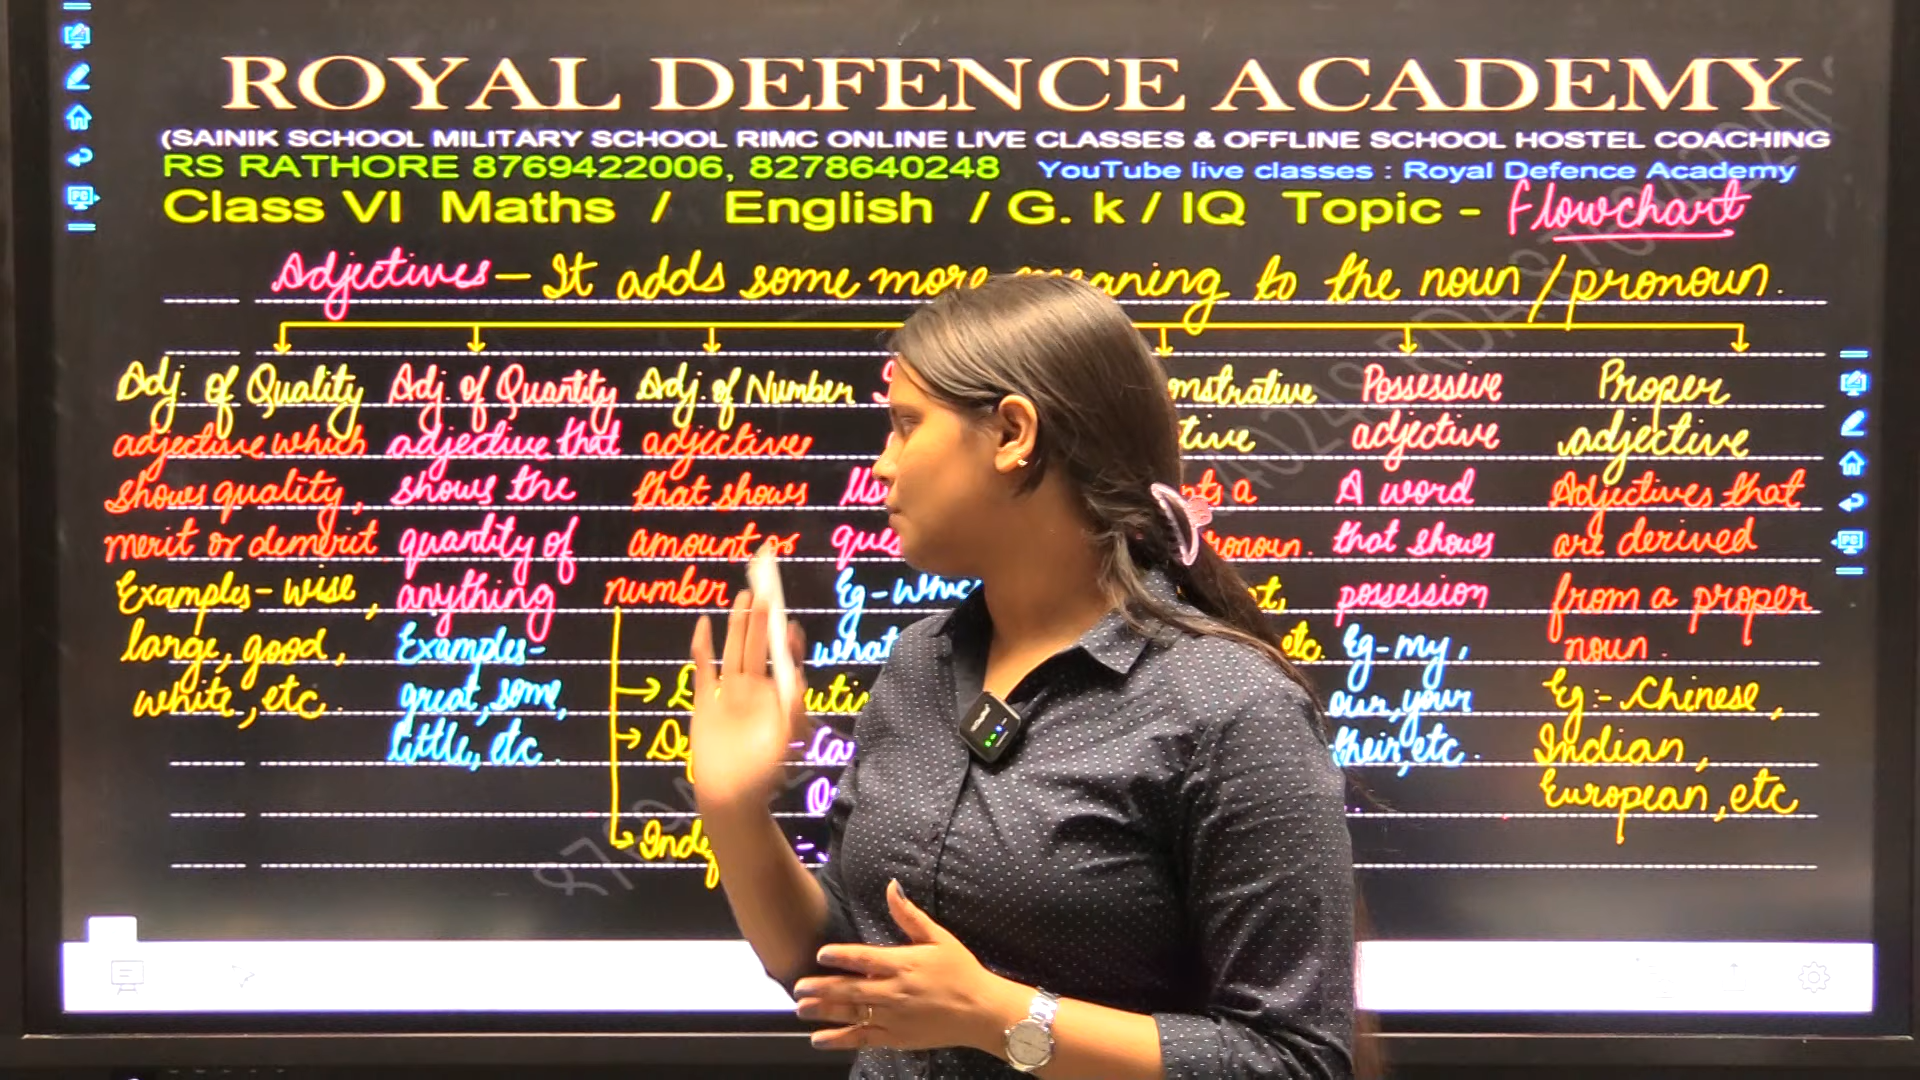 ROYAL DEFENCE ACADEMY
(SAINIK SCHOOL MILITARY SCHOOL RIMC ONLINE LIVE CLASSES & OFFLINE SCHOOL HOSTEL COACHING
RS RATHORE 8769422006, 8278640248 YouTube live classes : Royal Defence Academy
Class VI Maths / English / G. k / IQ Topic - Flowchart
Adjectives - It adds some more meaning to the noun / pronoun.
Adj. of Quality
adjective which
shows quality,
merit or demerit
Examples - wise,
large, good,
white, etc.
Adj. of Quantity
adjective that
shows the
quantity of
anything
Examples-
great, some,
little, etc.
Adj. of Number
adjectives
that shows
amount or
number
Eg - 
what
Possessive
adjective
A word
that shows
possession
Eg - my,
our, your
their, etc.
Proper
adjective
Adjectives that
are derived
from a proper
noun.
Eg:- Chinese,
Indian,
European, etc